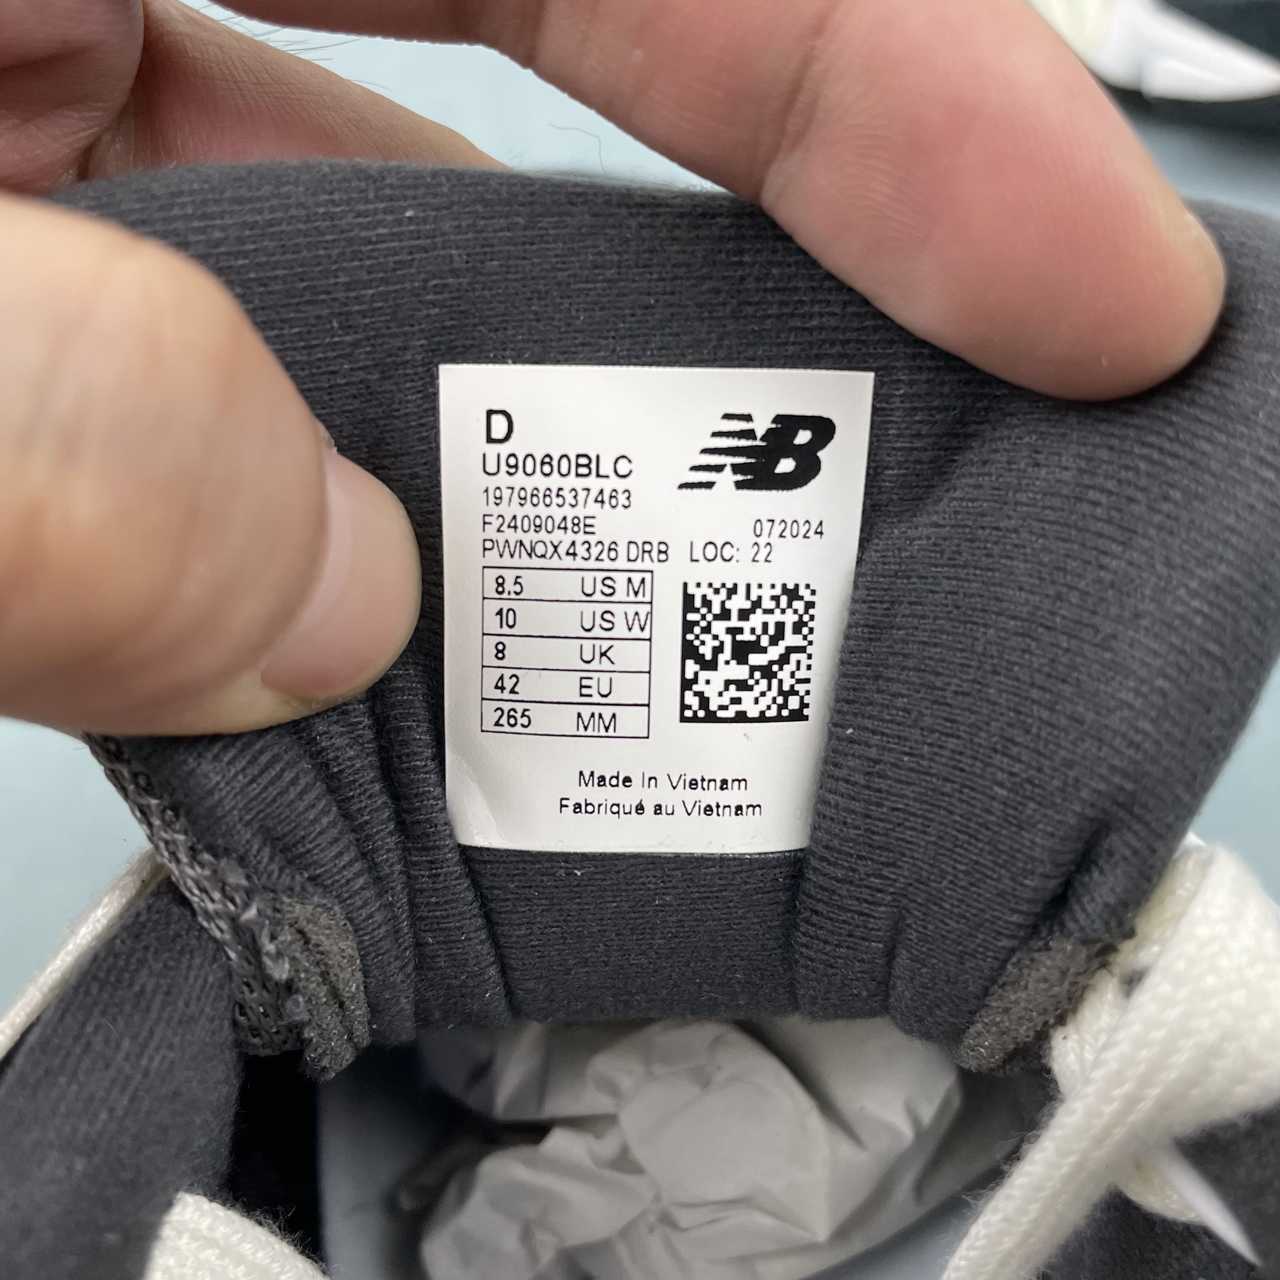 D
NB
U9060BLC
197966537463
F2409048E 072024
PWNQX4326 DRB LOC: 22
8.5 US M
10 US W
8 UK
42 EU
265 MM
Made In Vietnam
Fabriqué au Vietnam